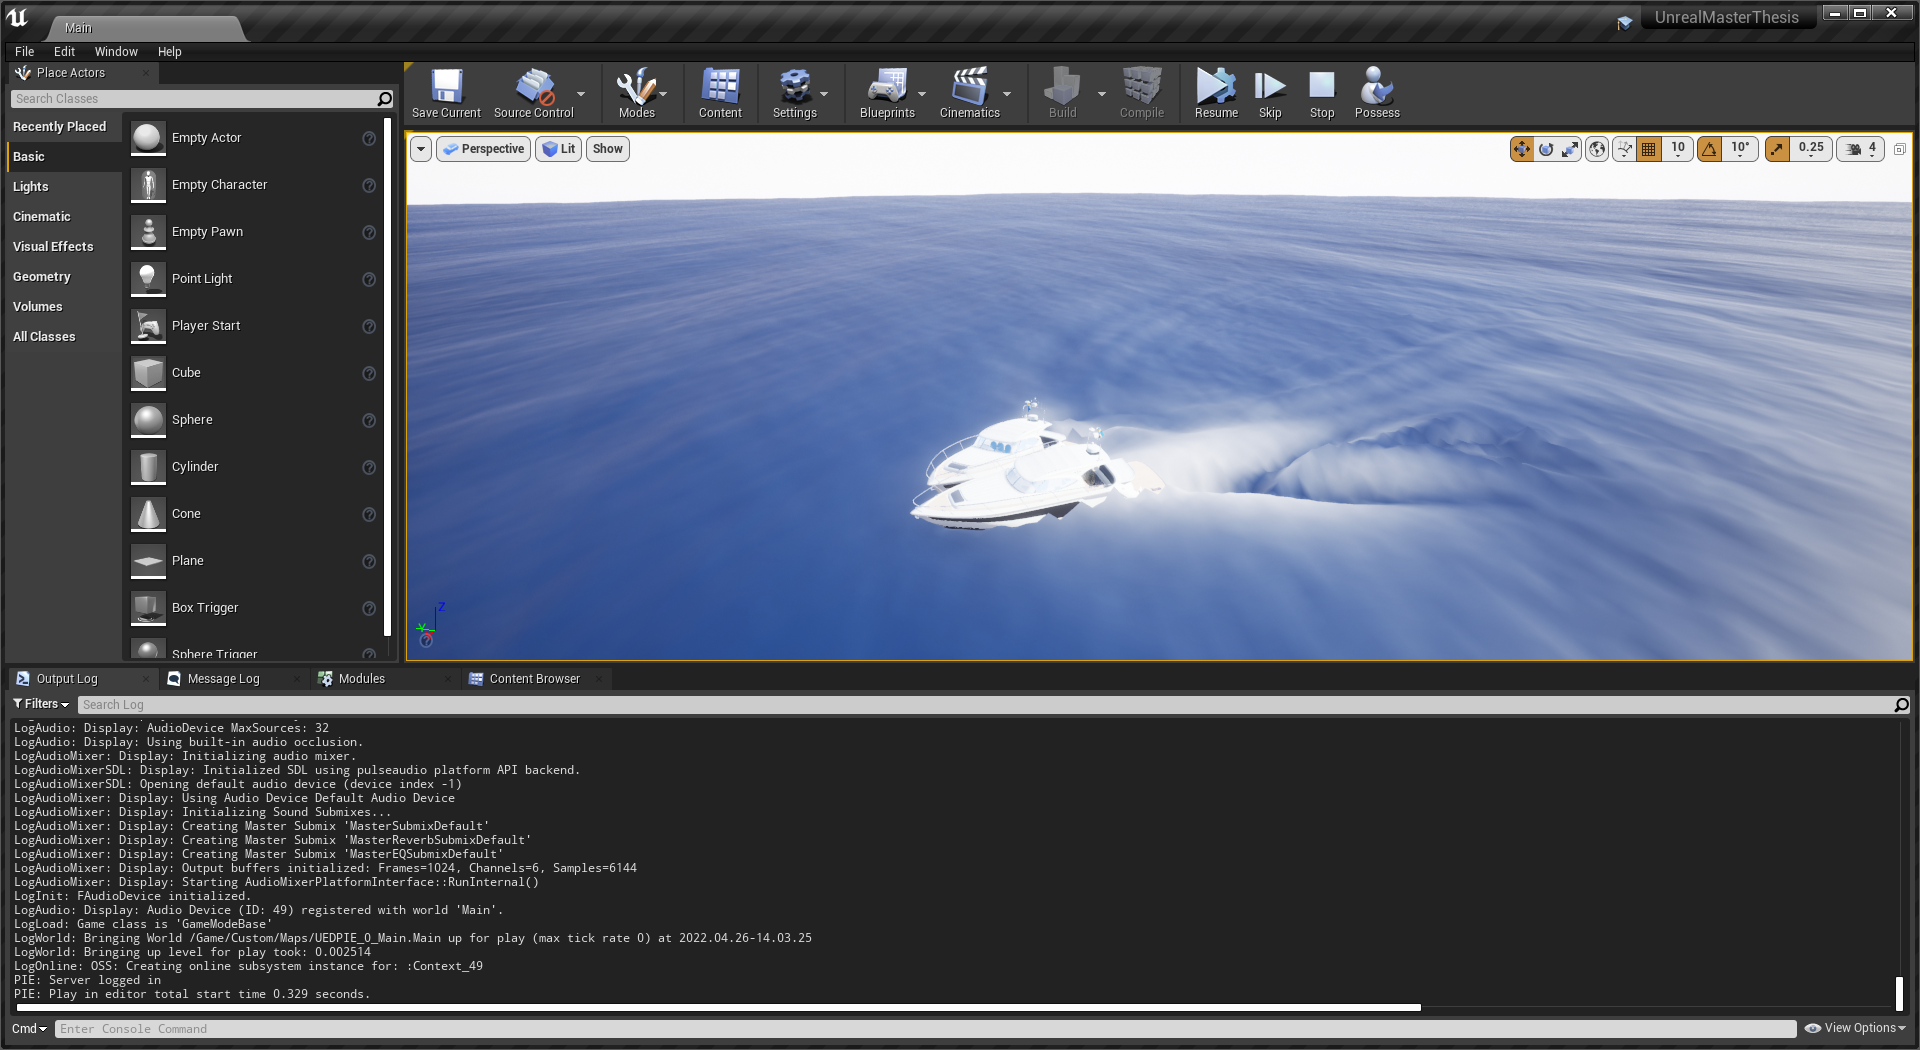 Main
UnrealMasterThesis
File Edit Window Help
Place Actors
Search Classes
Recently Placed
Basic
Lights
Cinematic
Visual Effects
Geometry
Volumes
All Classes
Empty Actor
Empty Character
Empty Pawn
Point Light
Player Start
Cube
Sphere
Cylinder
Cone
Plane
Box Trigger
Sphere Trigger
Save Current Source Control Modes Content Settings Blueprints Cinematics Build Compile Resume Skip Stop Possess
Perspective Lit Show
10 10° 0.25 4
Z
Y
Output Log Message Log Modules Content Browser
Filters Search Log
LogAudio: Display: AudioDevice MaxSources: 32
LogAudio: Display: Using built-in audio occlusion.
LogAudioMixer: Display: Initializing audio mixer.
LogAudioMixerSDL: Display: Initialized SDL using pulseaudio platform API backend.
LogAudioMixerSDL: Opening default audio device (device index -1)
LogAudioMixer: Display: Using Audio Device Default Audio Device
LogAudioMixer: Display: Initializing Sound Submixes...
LogAudioMixer: Display: Creating Master Submix 'MasterSubmixDefault'
LogAudioMixer: Display: Creating Master Submix 'MasterReverbSubmixDefault'
LogAudioMixer: Display: Creating Master Submix 'MasterEQSubmixDefault'
LogAudioMixer: Display: Output buffers initialized: Frames=1024, Channels=6, Samples=6144
LogAudioMixer: Display: Starting AudioMixerPlatformInterface::RunInternal()
LogInit: FAudioDevice initialized.
LogAudio: Display: Audio Device (ID: 49) registered with world 'Main'.
LogLoad: Game class is 'GameModeBase'
LogWorld: Bringing World /Game/Custom/Maps/UEDPIE_0_Main.Main up for play (max tick rate 0) at 2022.04.26-14.03.25
LogWorld: Bringing up level for play took: 0.002514
LogOnline: OSS: Creating online subsystem instance for: :Context_49
PIE: Server logged in
PIE: Play in editor total start time 0.329 seconds.
Cmd Enter Console Command View Options